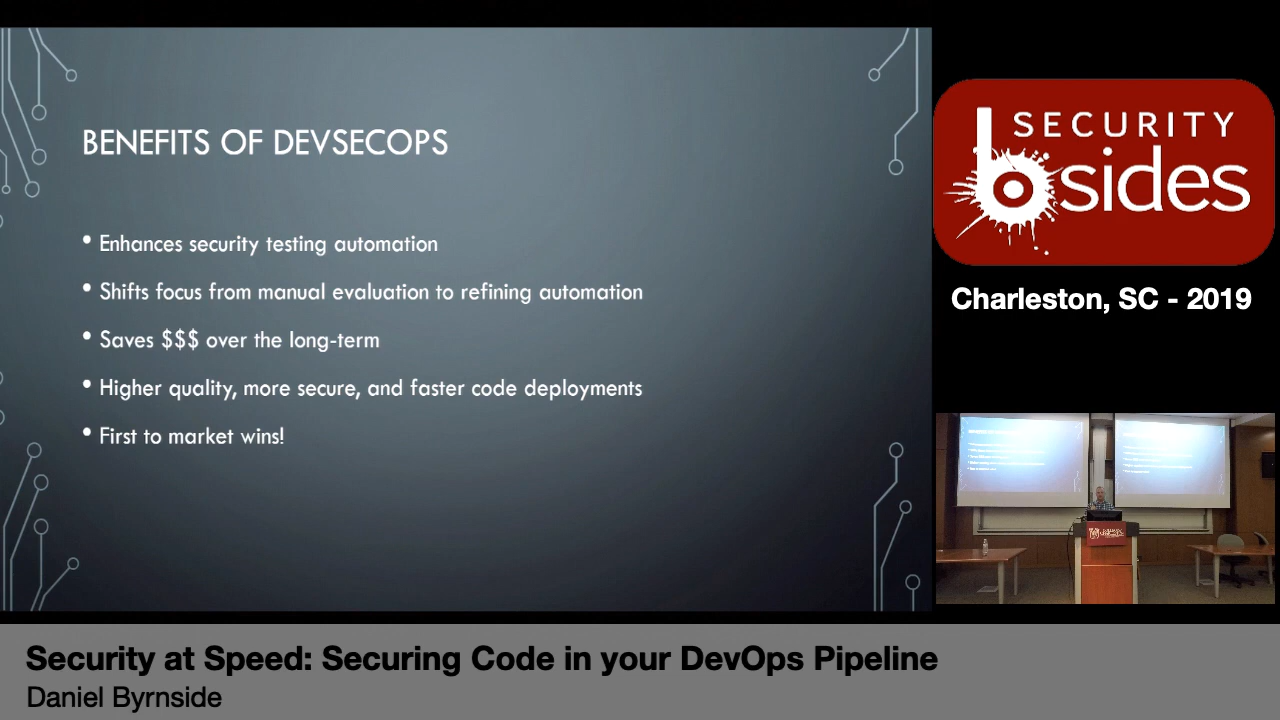 BENEFITS OF DEVSECOPS
• Enhances security testing automation
• Shifts focus from manual evaluation to refining automation
• Saves $$$ over the long-term
• Higher quality, more secure, and faster code deployments
• First to market wins!
SECURITY
bsides
Charleston, SC - 2019
Security at Speed: Securing Code in your DevOps Pipeline
Daniel Byrnside